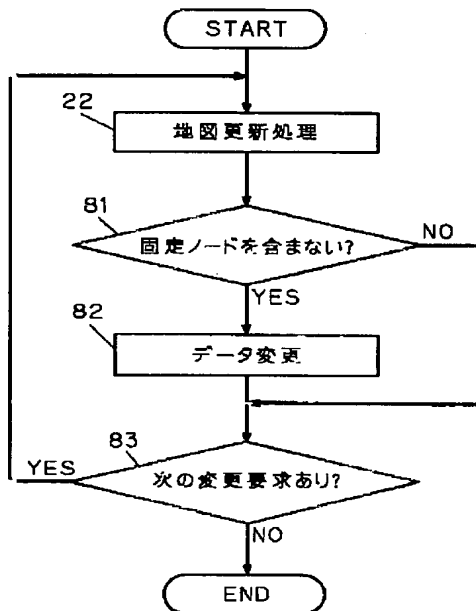 START
22
地図更新処理
81
固定ノードを含まない?
NO
YES
82
データ変更
83
YES
次の変更要求あり?
NO
END